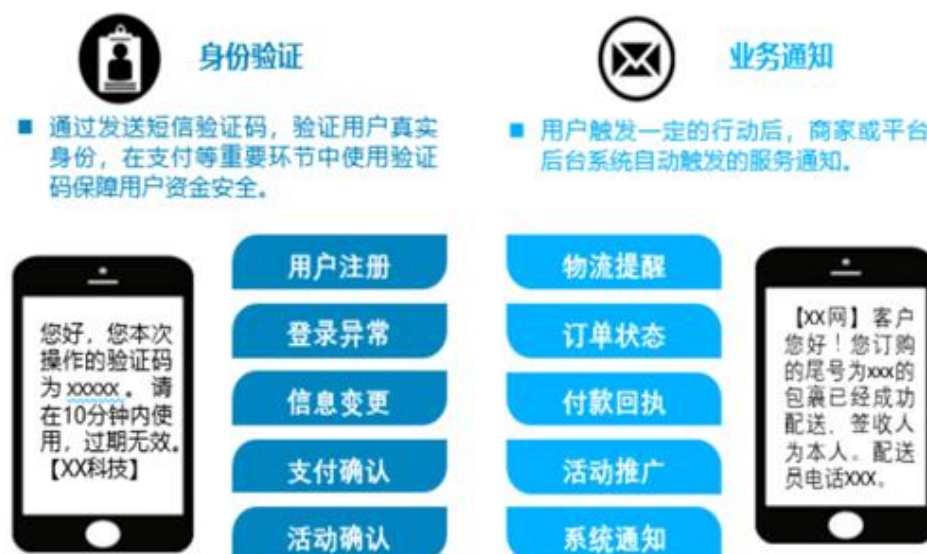 身份验证
通过发送短信验证码，验证用户真实
身份，在支付等重要环节中使用验证
码保障用户资金安全。
业务通知
用户触发一定的行动后，商家或平台
后台系统自动触发的服务通知。
您好，您本次
操作的验证码
为 xxxxx 。 请
在10分钟内使
用，过期无效。
【XX科技】
用户注册
登录异常
信息变更
支付确认
活动确认
物流提醒
订单状态
付款回执
活动推广
系统通知
【XX网】客户
您好！您订购
的尾号为xxx的
包裹已经成功
配送，签收人
为本人。配送
员电话XXX。